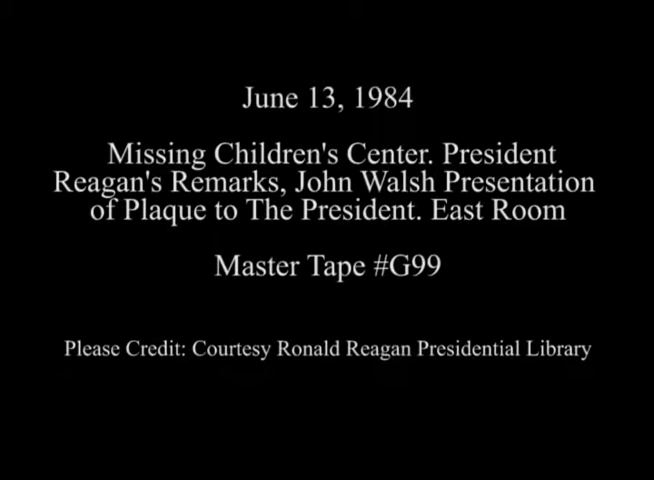 June 13, 1984
Missing Children's Center. President
Reagan's Remarks, John Walsh Presentation
of Plaque to The President. East Room
Master Tape #G99
Please Credit: Courtesy Ronald Reagan Presidential Library